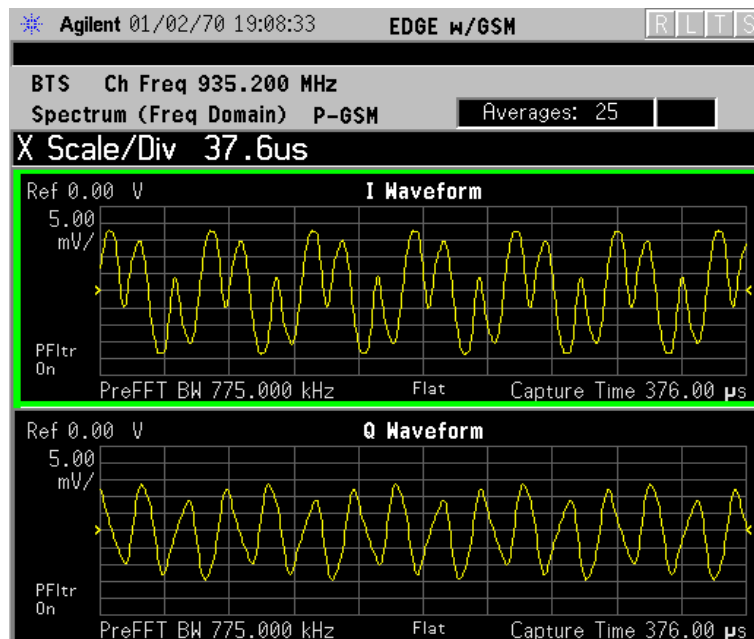 Agilent 01/02/70 19:08:33 EDGE w/GSM R L T S
BTS Ch Freq 935.200 MHz
Spectrum (Freq Domain) P-GSM Averages: 25
X Scale/Div 37.6us
Ref 0.00 V I Waveform
5.00
mV/
PFltr
On
PreFFT BW 775.000 kHz Flat Capture Time 376.00 µs
Ref 0.00 V Q Waveform
5.00
mV/
PFltr
On
PreFFT BW 775.000 kHz Flat Capture Time 376.00 µs